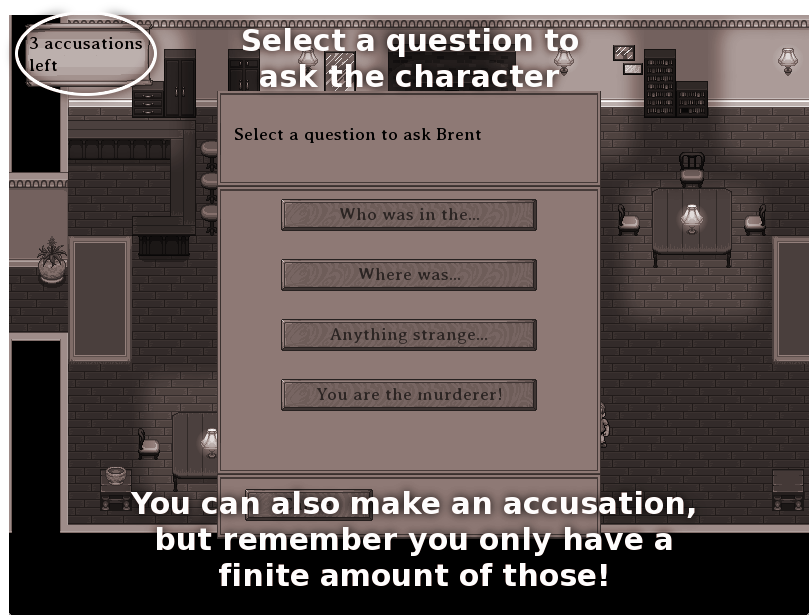 3 accusations
left
Select a question to
ask the character
Select a question to ask Brent
Who was in the...
Where was...
Anything strange...
You are the murderer!
You can also make an accusation,
but remember you only have a
finite amount of those!